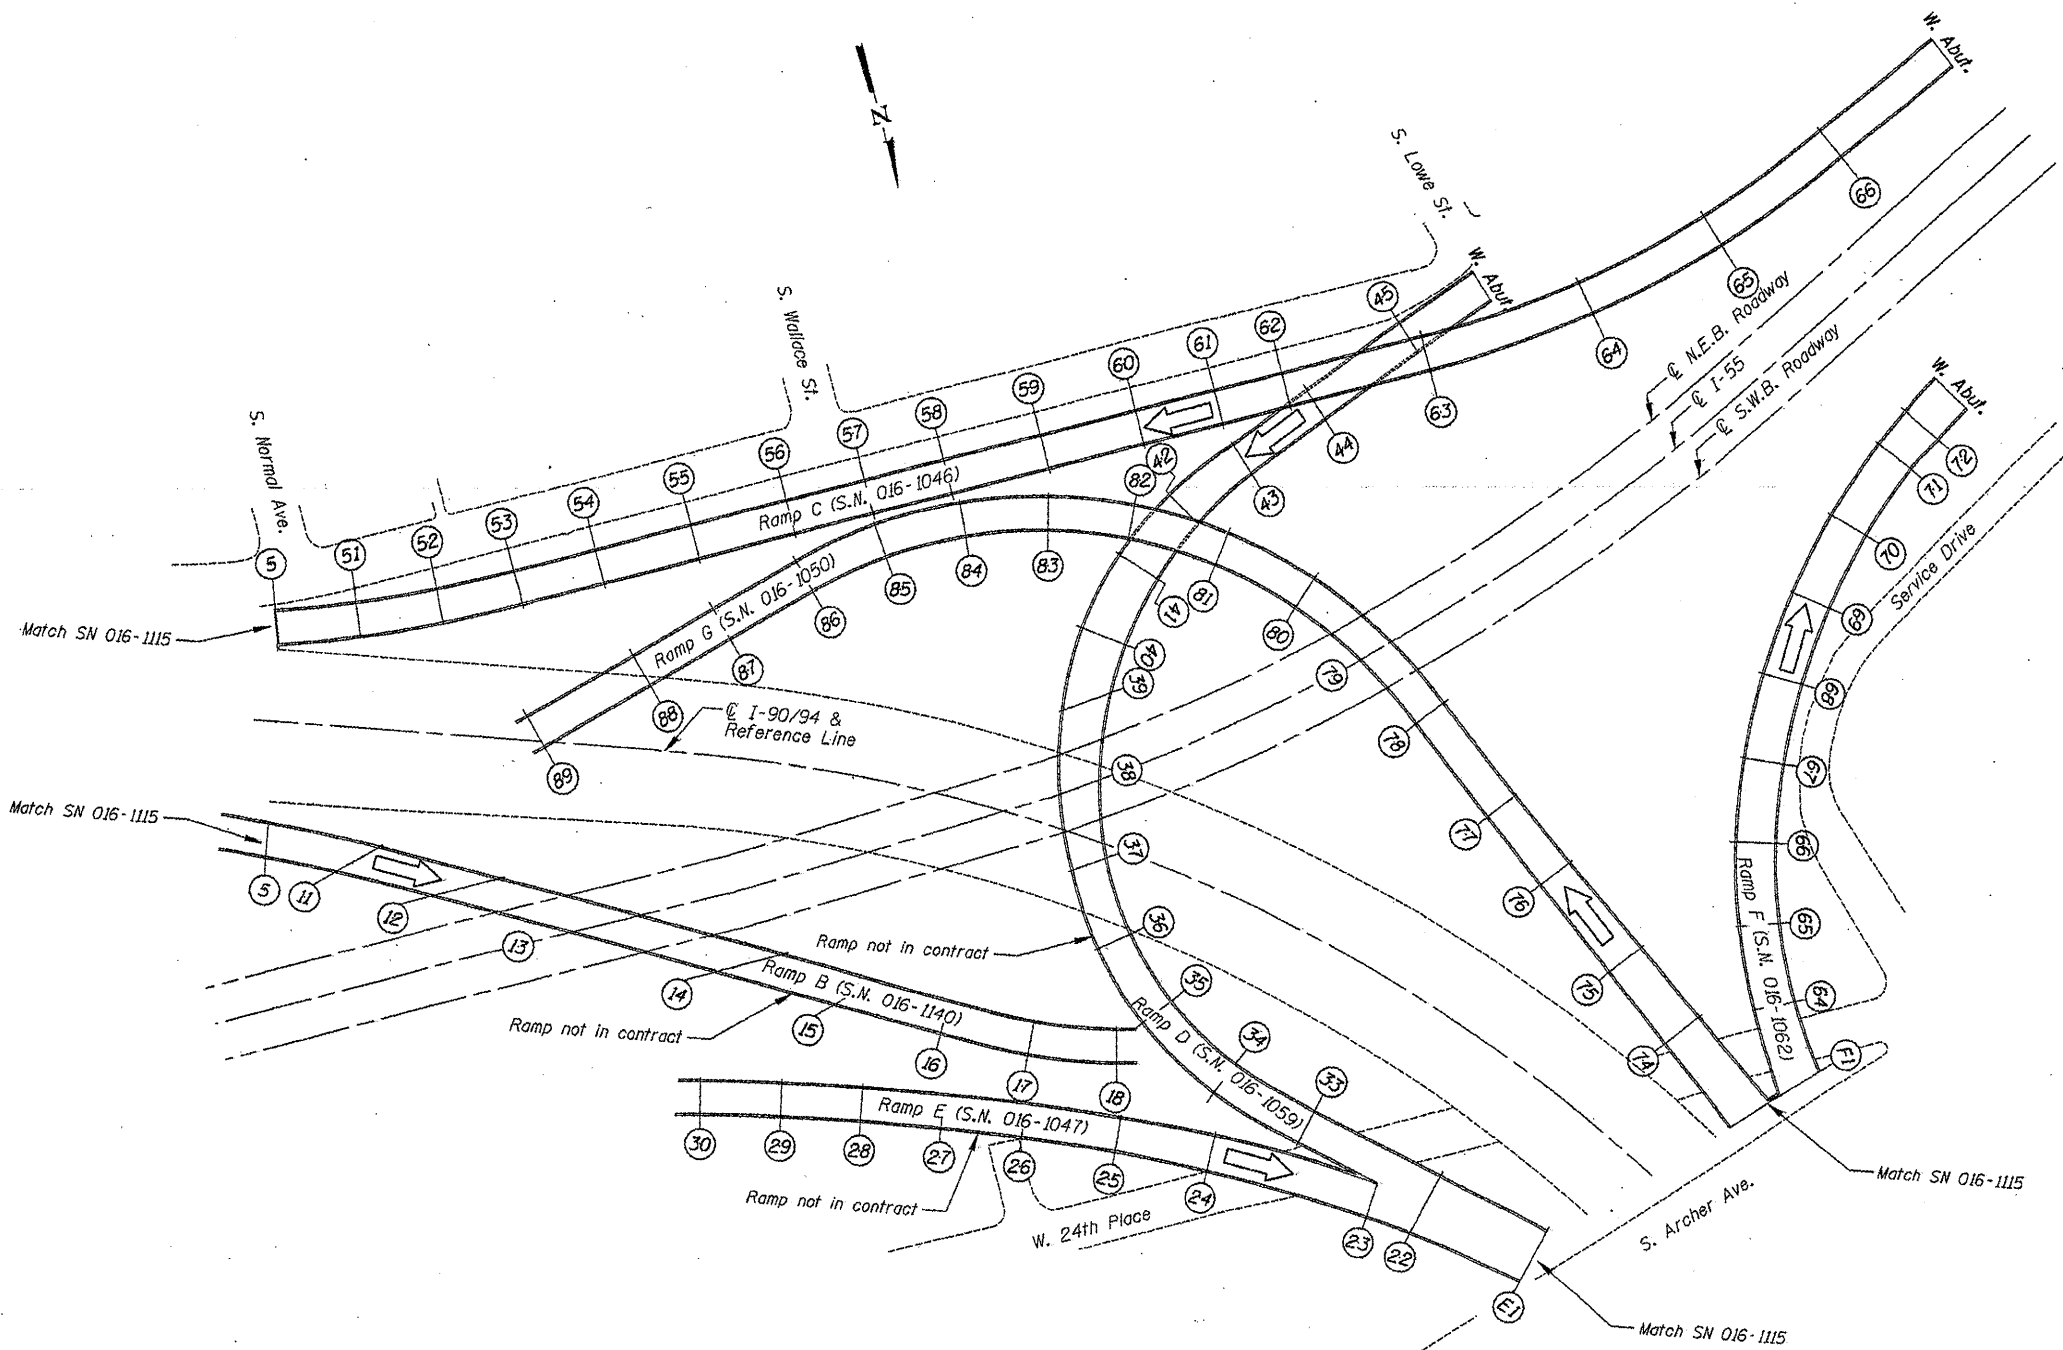 W. Abut.
N
S. Lowe St.
66
W. Abut.
65
45
62
61
60
63
64
59
58
57
56
55
54
53
52
51
5
S. Wallace St.
S. Normal Ave.
℄ N.E.B. Roadway
℄ I-55
℄ S.W.B. Roadway
W. Abut.
44
42
43
82
Ramp C (S.N. 016-1046)
83
84
85
86
87
88
89
81
80
79
78
77
76
75
74
Ramp G (S.N. 016-1050)
Match SN 016-1115
℄ I-90/94 &
Reference Line
41
40
39
38
37
36
35
34
33
72
71
70
69
68
67
66
65
64
F1
Service Drive
Ramp F (S.N. 016-1062)
Match SN 016-1115
5
11
12
13
14
15
16
17
18
Ramp not in contract
Ramp B (S.N. 016-1140)
Ramp not in contract
Ramp D (S.N. 016-1059)
Ramp E (S.N. 016-1047)
30
29
28
27
26
25
24
23
22
E1
Ramp not in contract
W. 24th Place
S. Archer Ave.
Match SN 016-1115
Match SN 016-1115